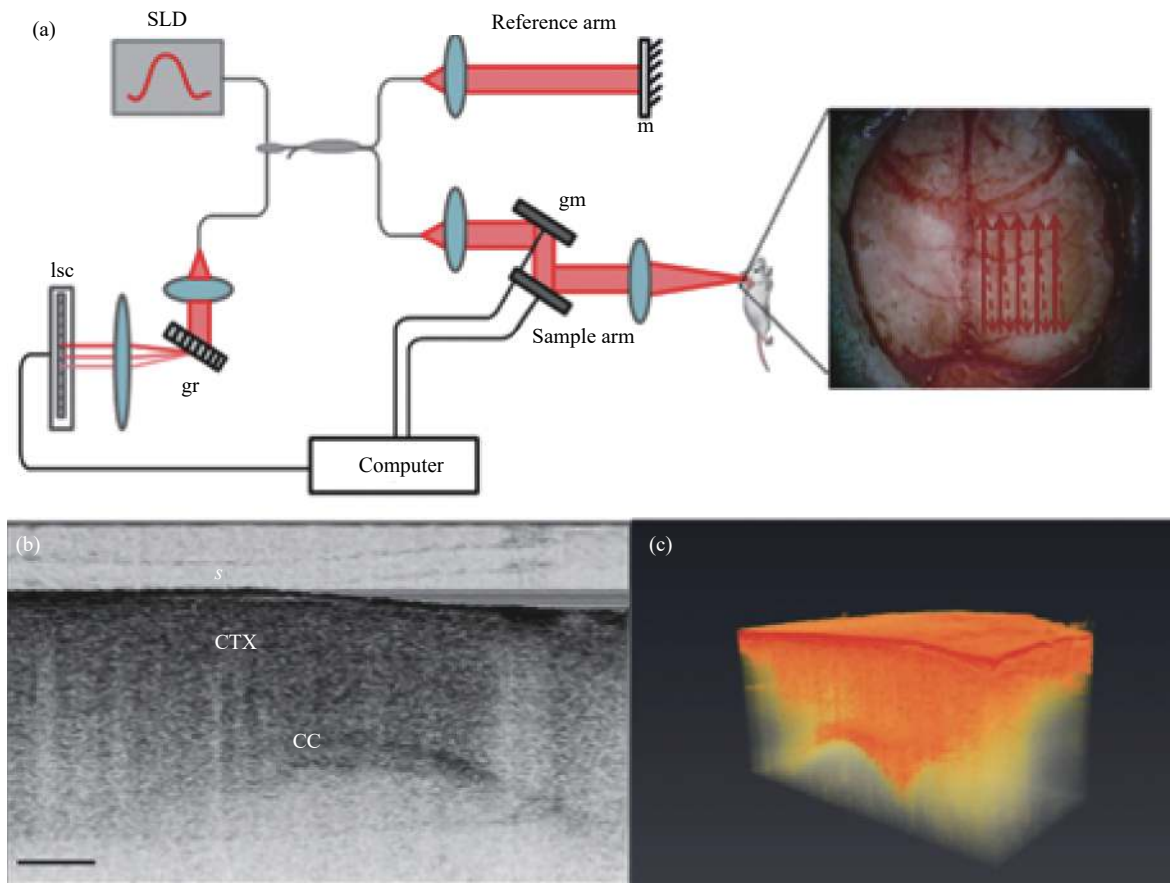 (a)
SLD
Reference arm
m
gm
lsc
Sample arm
gr
Computer
(b)
s
CTX
CC
(c)